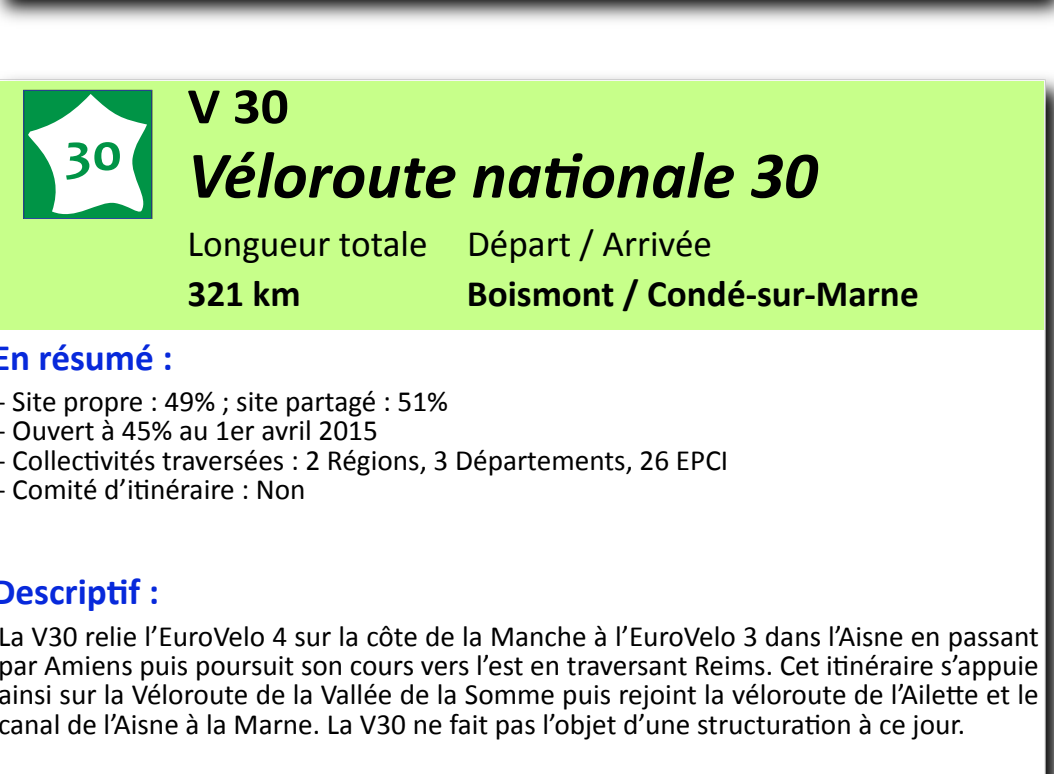 30
V 30
Véloroute nationale 30
Longueur totale Départ / Arrivée
321 km Boismont / Condé-sur-Marne
En résumé :
- Site propre : 49% ; site partagé : 51%
- Ouvert à 45% au 1er avril 2015
- Collectivités traversées : 2 Régions, 3 Départements, 26 EPCI
- Comité d’itinéraire : Non
Descriptif :
La V30 relie l’EuroVelo 4 sur la côte de la Manche à l’EuroVelo 3 dans l’Aisne en passant
par Amiens puis poursuit son cours vers l’est en traversant Reims. Cet itinéraire s’appuie
ainsi sur la Véloroute de la Vallée de la Somme puis rejoint la véloroute de l’Ailette et le
canal de l’Aisne à la Marne. La V30 ne fait pas l’objet d’une structuration à ce jour.